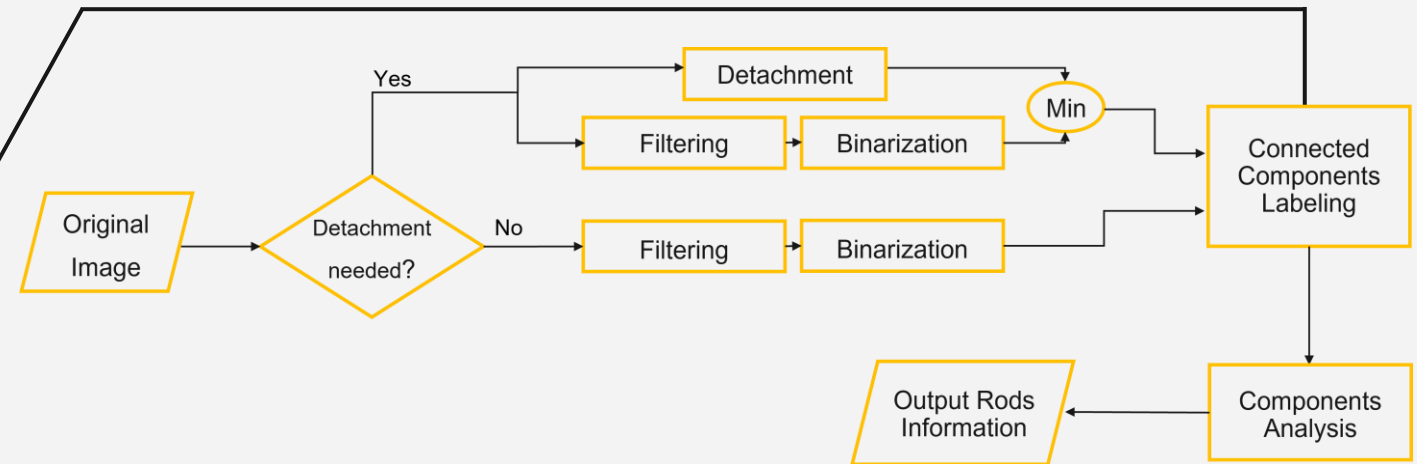 Yes
Detachment
Min
Filtering
Binarization
Connected
Components
Labeling
Original
Image
Detachment
needed?
No
Filtering
Binarization
Output Rods
Information
Components
Analysis